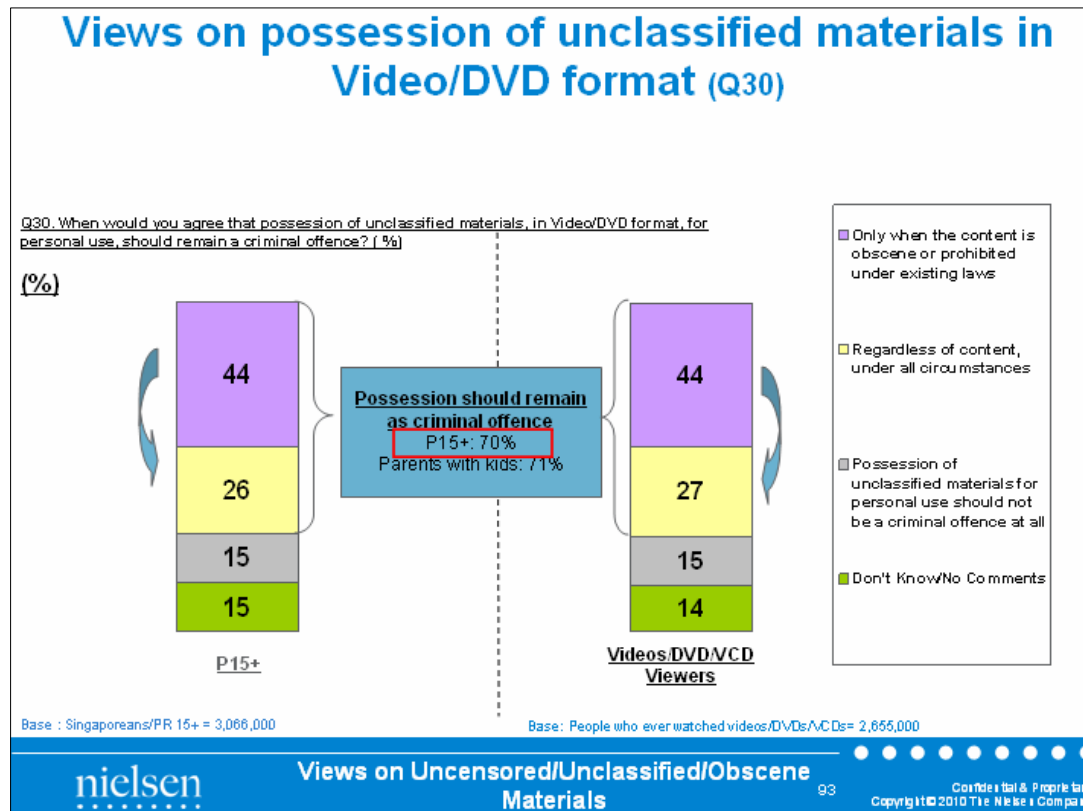 Views on possession of unclassified materials in
Video/DVD format (Q30)
Q30. When would you agree that possession of unclassified materials, in Video/DVD format, for
personal use, should remain a criminal offence? ( %)
(%)
44
26
15
15
P15+
Possession should remain
as criminal offence
P15+: 70%
Parents with kids: 71%
44
27
15
14
Videos/DVD/VCD
Viewers
Only when the content is
obscene or prohibited
under existing laws
Regardless of content,
under all circumstances
Possession of
unclassified materials for
personal use should not
be a criminal offence at all
Don't Know/No Comments
Base : Singaporeans/PR 15+ = 3,066,000
Base: People who ever watched videos/DVDs/VCDs= 2,655,000
nielsen
Views on Uncensored/Unclassified/Obscene
Materials
93
Confidential & Proprietar
Copyright © 2010 The Nielsen Compan